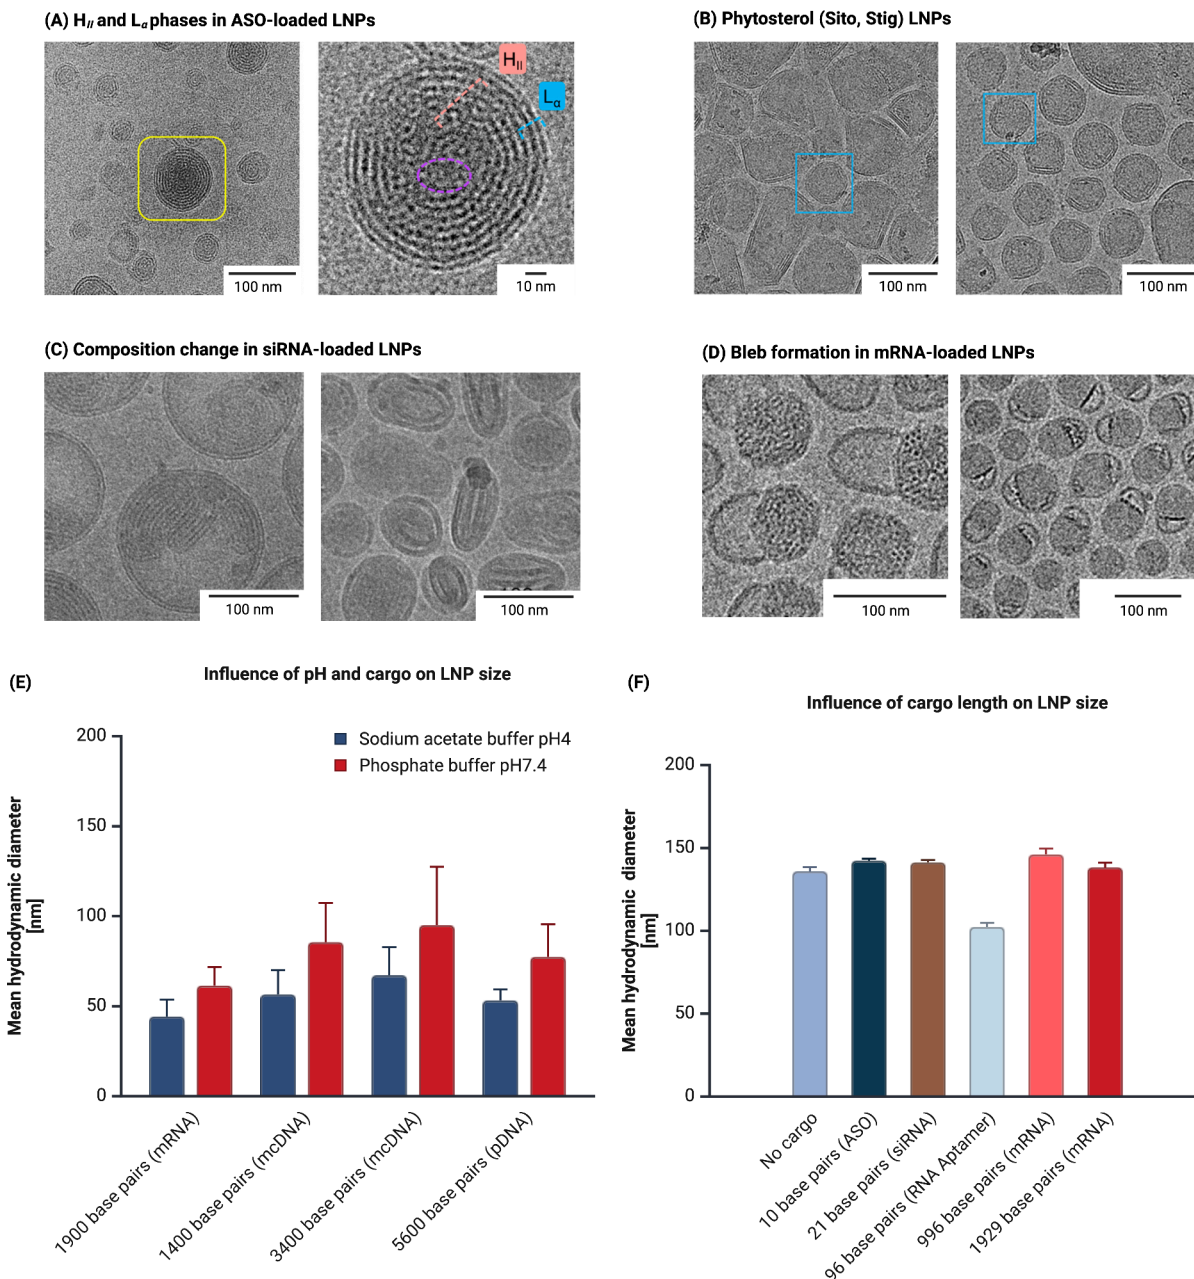 (A) H_II and L_α phases in ASO-loaded LNPs
H_II
L_α
100 nm
10 nm
(B) Phytosterol (Sito, Stig) LNPs
100 nm
100 nm
(C) Composition change in siRNA-loaded LNPs
100 nm
100 nm
(D) Bleb formation in mRNA-loaded LNPs
100 nm
100 nm
(E)
Influence of pH and cargo on LNP size
Sodium acetate buffer pH4
Phosphate buffer pH7.4
Mean hydrodynamic diameter
[nm]
200
150
100
50
0
1900 base pairs (mRNA)
1400 base pairs (mcDNA)
3400 base pairs (mcDNA)
5600 base pairs (pDNA)
(F)
Influence of cargo length on LNP size
Mean hydrodynamic diameter
[nm]
200
150
100
50
0
No cargo
10 base pairs (ASO)
21 base pairs (siRNA)
96 base pairs (RNA Aptamer)
996 base pairs (mRNA)
1929 base pairs (mRNA)